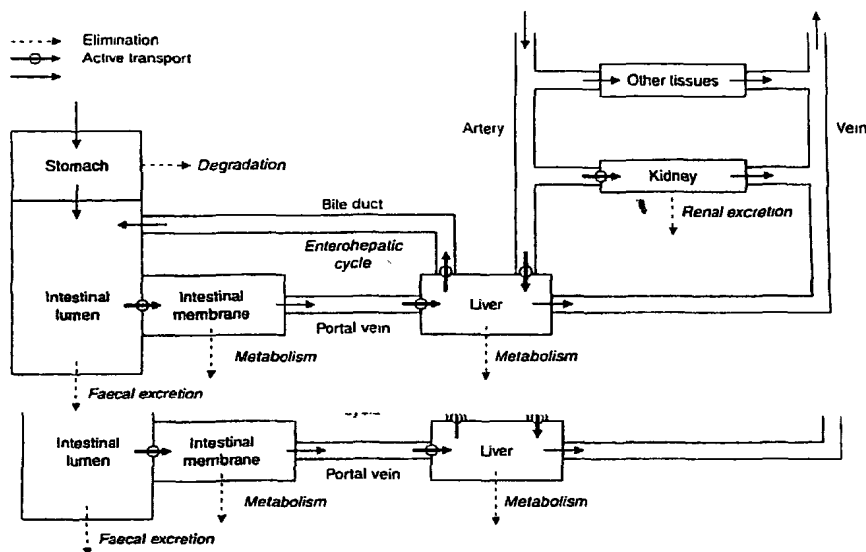 Elimination
Active transport
Other tissues
Artery
Vein
Stomach
Degradation
Kidney
Bile duct
Renal excretion
Enterohepatic
cycle
Intestinal
lumen
Intestinal
membrane
Liver
Portal vein
Metabolism
Metabolism
Faecal excretion
Intestinal
lumen
Intestinal
membrane
Liver
Portal vein
Metabolism
Metabolism
Faecal excretion